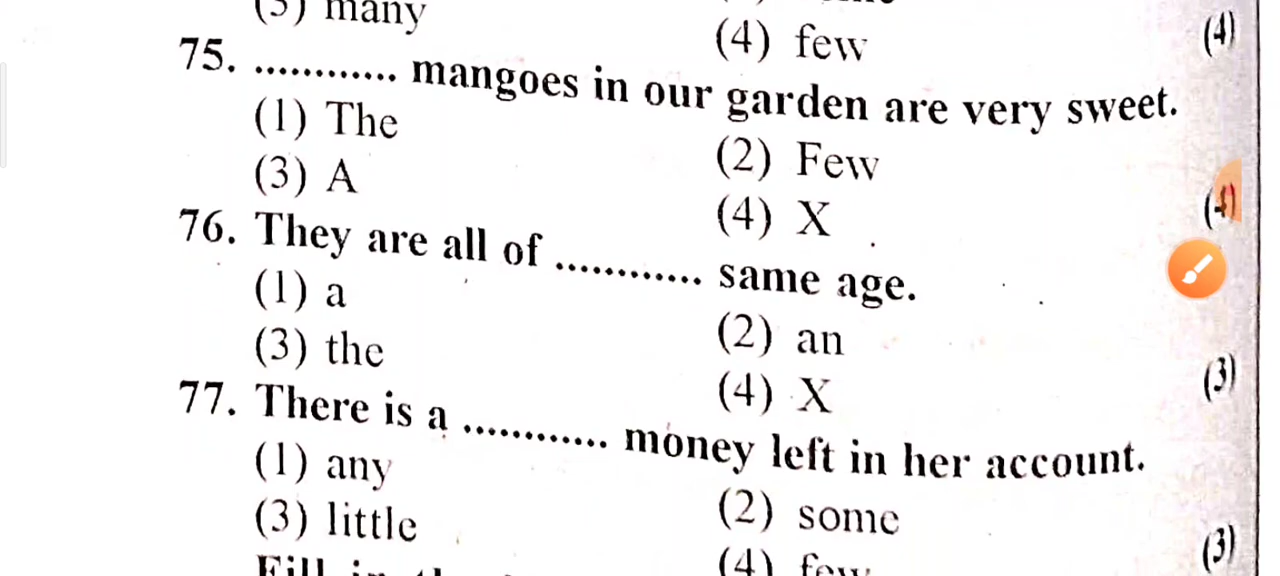 (3) many
(4) few (4)
75. ............ mangoes in our garden are very sweet.
(1) The
(2) Few
(3) A
(4) X
76. They are all of ............ same age.
(1) a
(2) an
(3) the
(4) X (3)
77. There is a ............ money left in her account.
(1) any
(2) some
(3) little
(4) few (3)
Fill in